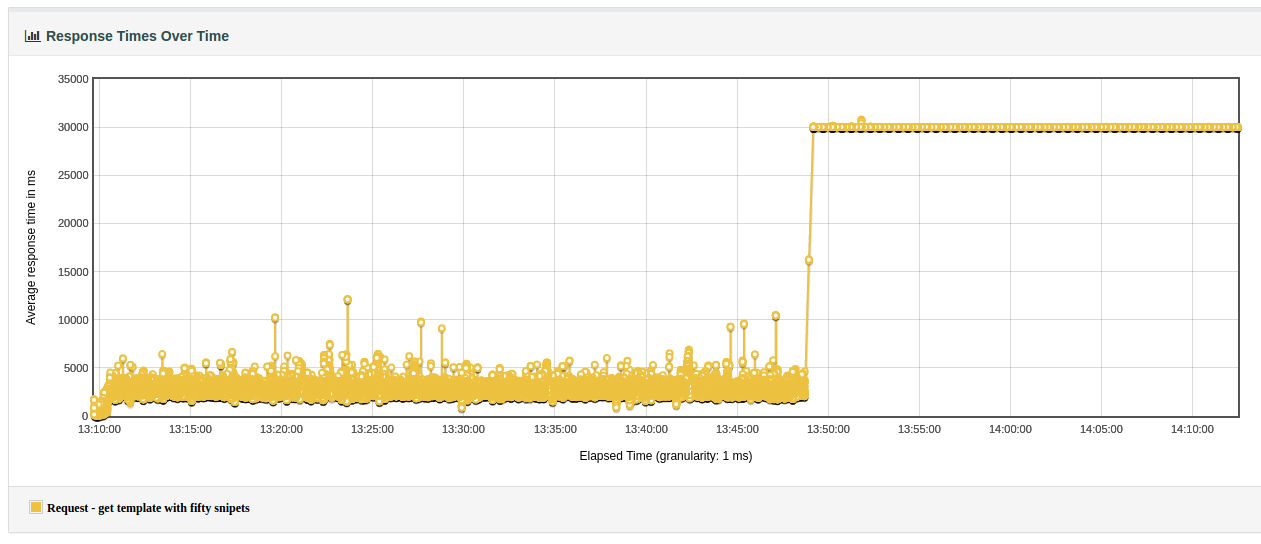 Response Times Over Time
35000
30000
25000
20000
15000
10000
5000
0
Average response time in ms
13:10:00 13:15:00 13:20:00 13:25:00 13:30:00 13:35:00 13:40:00 13:45:00 13:50:00 13:55:00 14:00:00 14:05:00 14:10:00
Elapsed Time (granularity: 1 ms)
Request - get template with fifty snipets